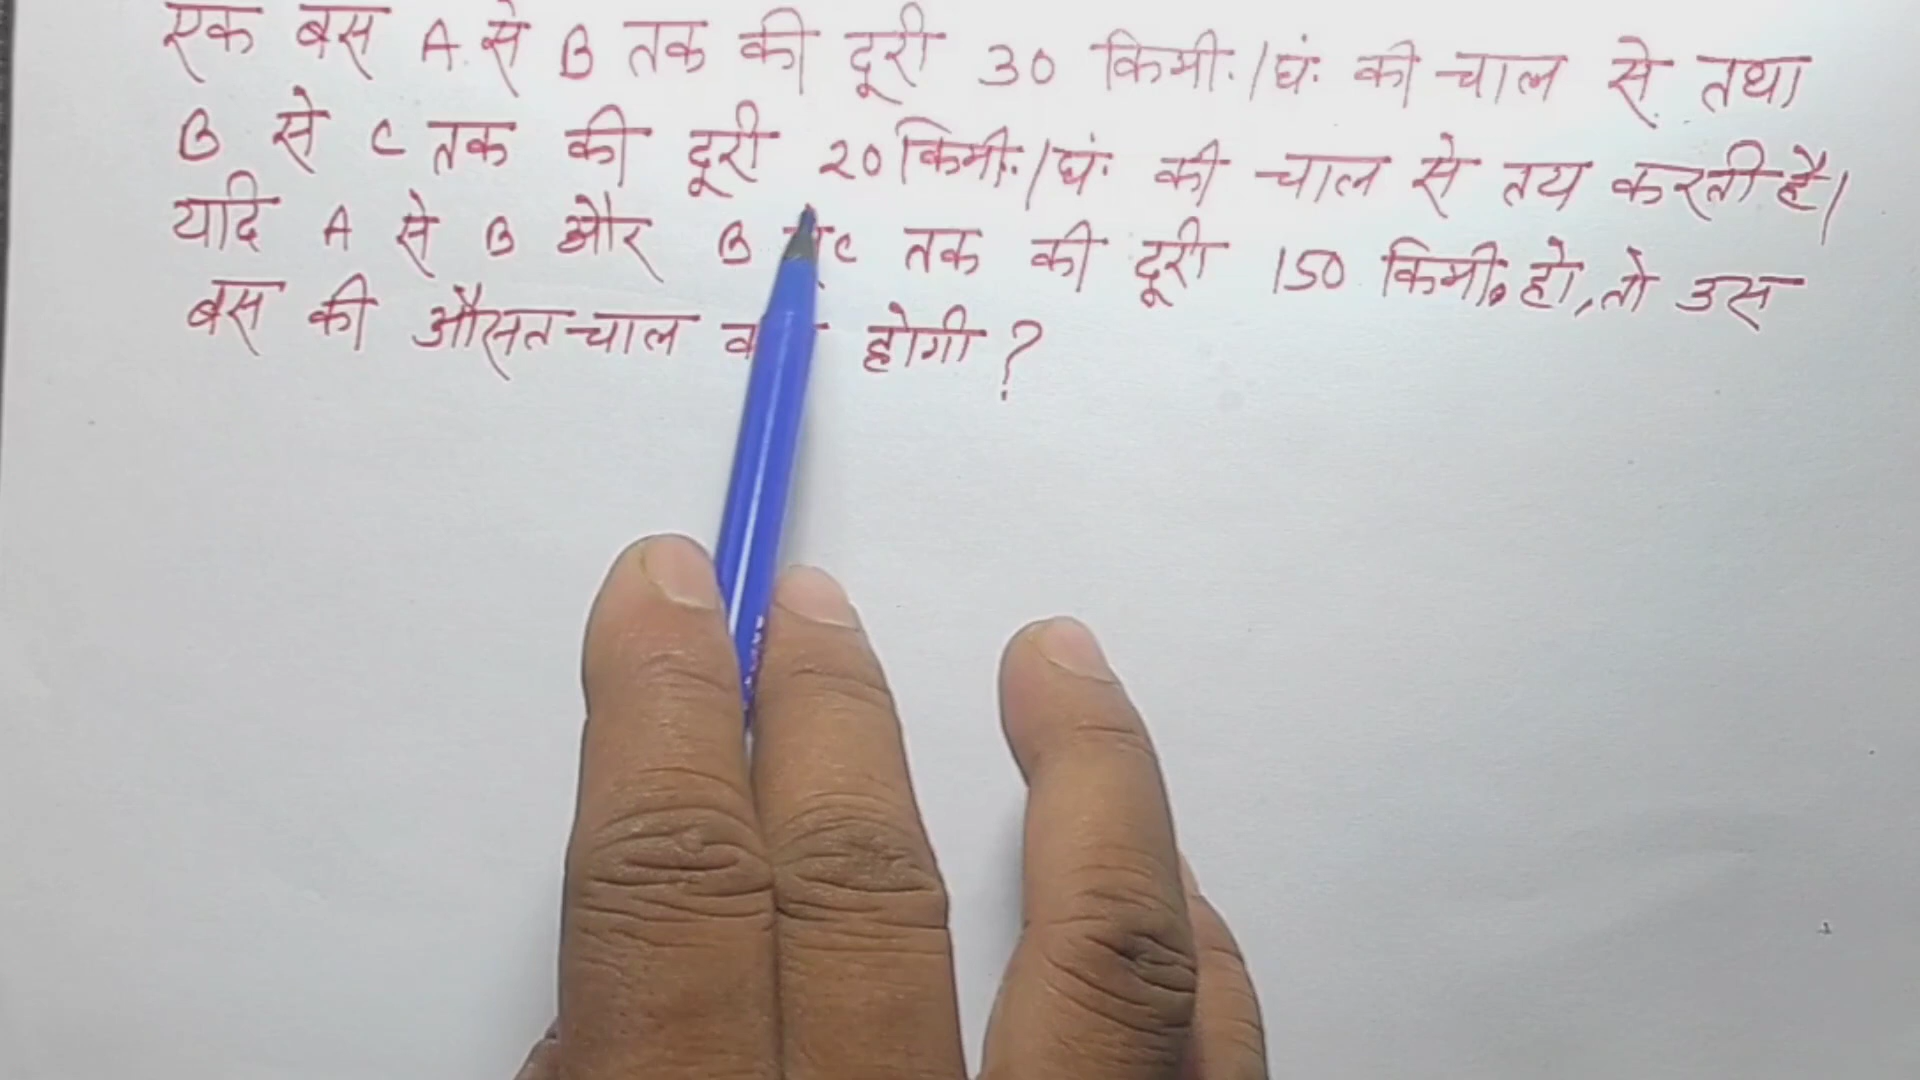 एक बस A से B तक की दूरी 30 किमी./घं. की चाल से तथा
B से C तक की दूरी 20 किमी./घं. की चाल से तय करती है।
यदि A से B और B C तक की दूरी 150 किमी. हो, तो उस
बस की औसत चाल होगी?